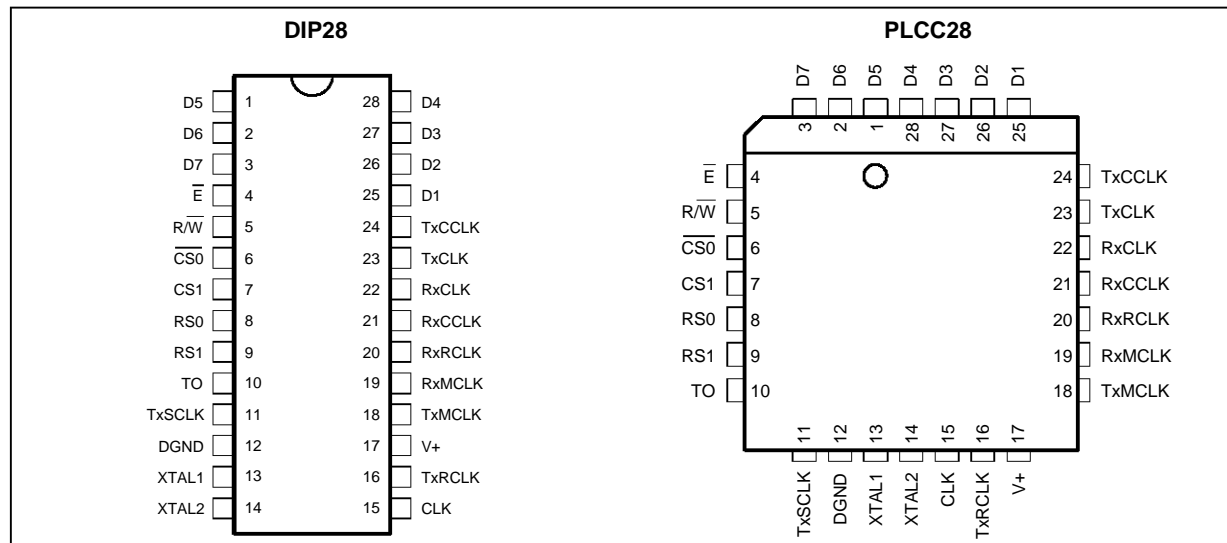 DIP28
D5 1 28 D4
D6 2 27 D3
D7 3 26 D2
E̅ 4 25 D1
R/W̅ 5 24 TxCCLK
C̅S̅0̅ 6 23 TxCLK
CS1 7 22 RxCLK
RS0 8 21 RxCCLK
RS1 9 20 RxRCLK
TO 10 19 RxMCLK
TxSCLK 11 18 TxMCLK
DGND 12 17 V+
XTAL1 13 16 TxRCLK
XTAL2 14 15 CLK
PLCC28
D7 D6 D5 D4 D3 D2 D1
3 2 1 28 27 26 25
E̅ 4 24 TxCCLK
R/W̅ 5 23 TxCLK
C̅S̅0̅ 6 22 RxCLK
CS1 7 21 RxCCLK
RS0 8 20 RxRCLK
RS1 9 19 RxMCLK
TO 10 18 TxMCLK
11 12 13 14 15 16 17
TxSCLK DGND XTAL1 XTAL2 CLK TxRCLK V+